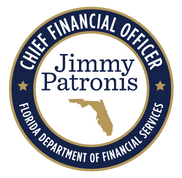 CHIEF FINANCIAL OFFICER
Jimmy
Patronis
FLORIDA DEPARTMENT OF FINANCIAL SERVICES